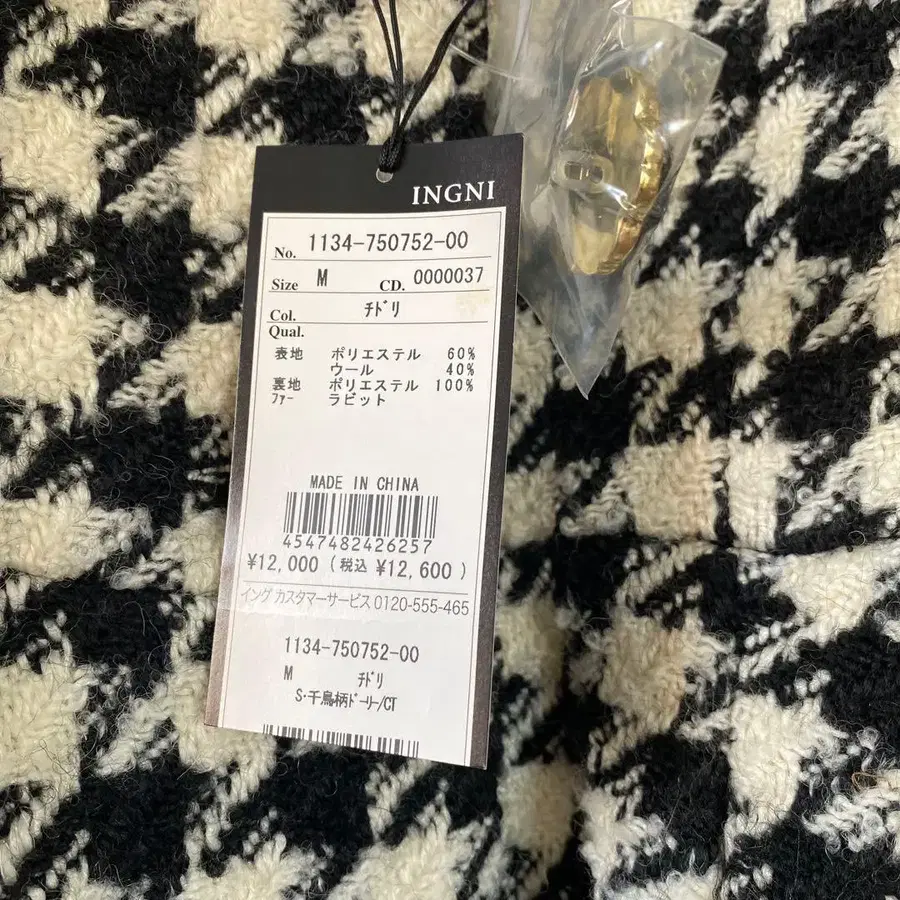 INGNI
No. 1134-750752-00
Size M CD. 0000037
Col. ﾁﾄﾞﾘ
Qual.
表地 ポリエステル 60%
ウール 40%
裏地 ポリエステル 100%
ﾌｧｰ ラビット
MADE IN CHINA
4547482426257
¥12,000 (税込 ¥12,600 )
イング カスタマーサービス 0120-555-465
1134-750752-00
M ﾁﾄﾞﾘ
S･千鳥柄ﾄﾞｰﾘｰ/CT